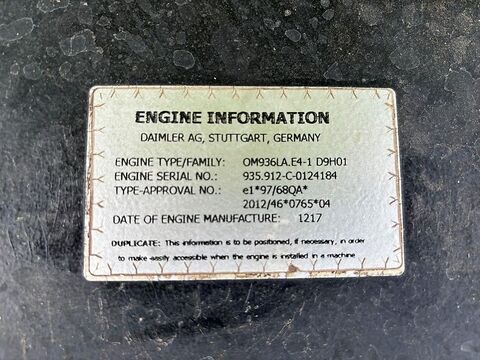 ENGINE INFORMATION
DAIMLER AG, STUTTGART, GERMANY
ENGINE TYPE/FAMILY: OM936LA.E4-1 D9H01
ENGINE SERIAL NO.: 935.912-C-0124184
TYPE-APPROVAL NO.: e1*97/68QA*
2012/46*0765*04
DATE OF ENGINE MANUFACTURE: 1217
DUPLICATE: This information is to be positioned, if necessary, in order
to make easily accessible when the engine is installed in a machine